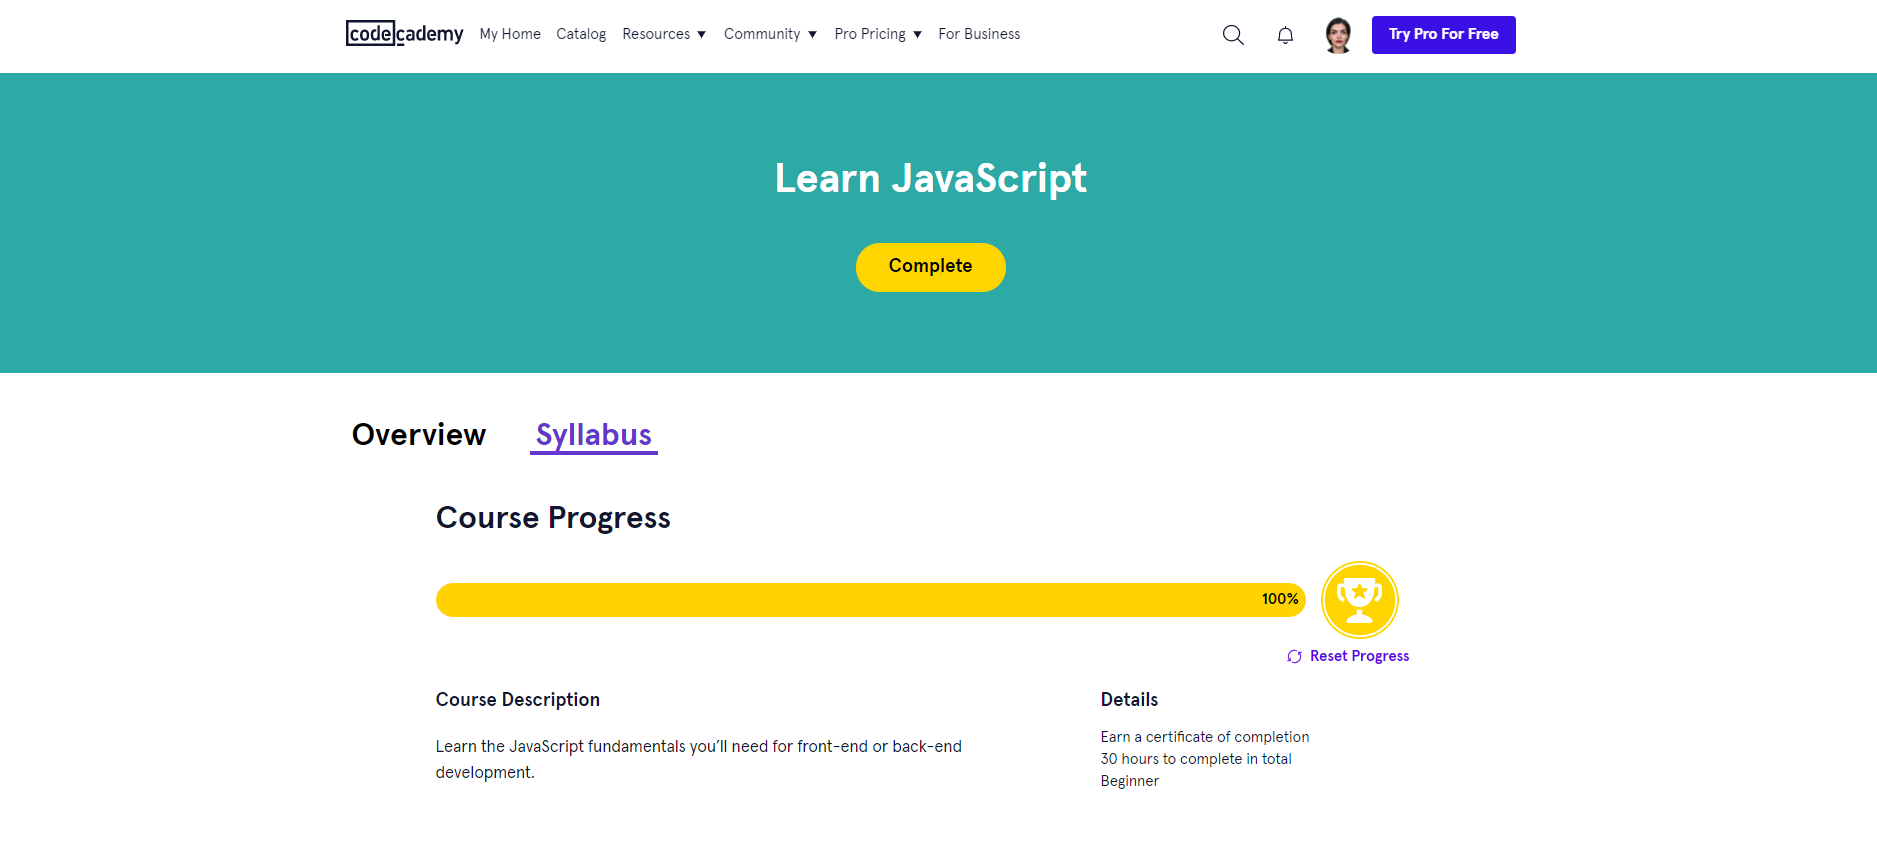 codecademy My Home Catalog Resources ▼ Community ▼ Pro Pricing ▼ For Business Try Pro For Free
Learn JavaScript
Complete
Overview Syllabus
Course Progress
100%
Reset Progress
Course Description
Learn the JavaScript fundamentals you’ll need for front-end or back-end
development.
Details
Earn a certificate of completion
30 hours to complete in total
Beginner